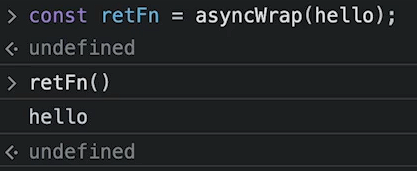 > const retFn = asyncWrap(hello);
<· undefined
> retFn()
hello
<· undefined